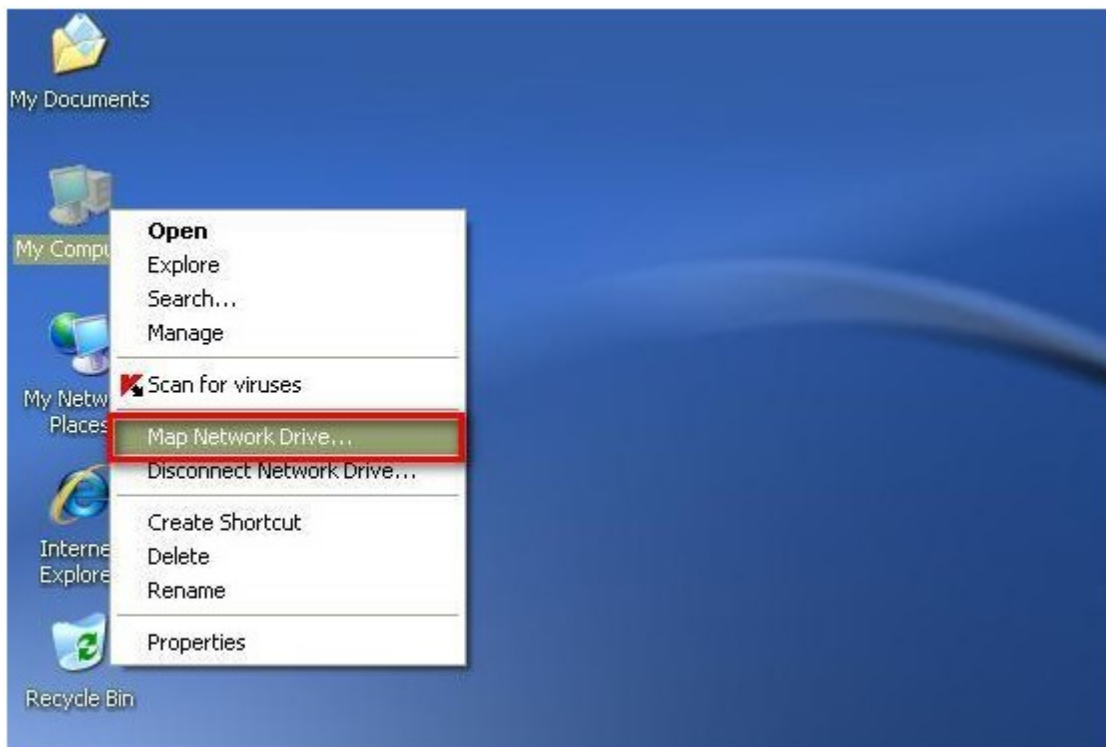 My Documents
My Compu
Open
Explore
Search...
Manage
Scan for viruses
Map Network Drive...
Disconnect Network Drive...
Create Shortcut
Delete
Rename
Properties
My Netw
Places
Interne
Explore
Recycle Bin